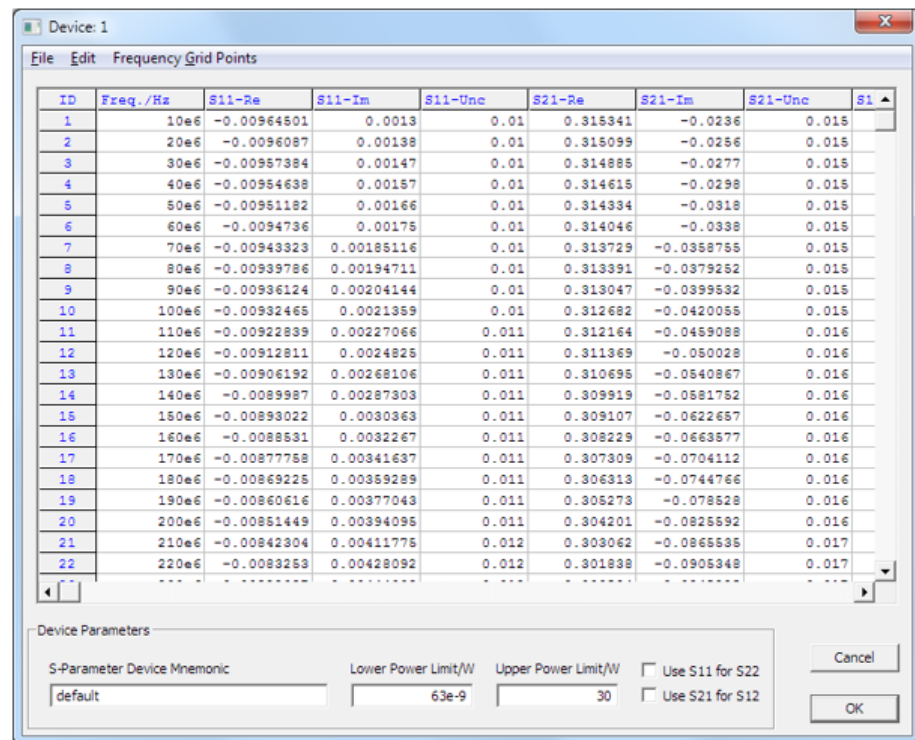 Device: 1
File Edit Frequency Grid Points
ID Freq./Hz S11-Re S11-Im S11-Unc S21-Re S21-Im S21-Unc S1
1 10e6 -0.00964501 0.0013 0.01 0.315341 -0.0236 0.015
2 20e6 -0.0096087 0.00138 0.01 0.315099 -0.0256 0.015
3 30e6 -0.00957384 0.00147 0.01 0.314885 -0.0277 0.015
4 40e6 -0.00954638 0.00157 0.01 0.314615 -0.0298 0.015
5 50e6 -0.00951182 0.00166 0.01 0.314334 -0.0318 0.015
6 60e6 -0.0094736 0.00175 0.01 0.314046 -0.0338 0.015
7 70e6 -0.00943323 0.00185116 0.01 0.313729 -0.0358755 0.015
8 80e6 -0.00939786 0.00194711 0.01 0.313391 -0.0379252 0.015
9 90e6 -0.00936124 0.00204144 0.01 0.313047 -0.0399532 0.015
10 100e6 -0.00932465 0.0021359 0.01 0.312682 -0.0420055 0.015
11 110e6 -0.00922839 0.00227066 0.011 0.312164 -0.0459088 0.016
12 120e6 -0.00912811 0.0024825 0.011 0.311369 -0.050028 0.016
13 130e6 -0.00906192 0.00268106 0.011 0.310695 -0.0540867 0.016
14 140e6 -0.0089987 0.00287303 0.011 0.309919 -0.0581752 0.016
15 150e6 -0.00893022 0.0030363 0.011 0.309107 -0.0622657 0.016
16 160e6 -0.0088531 0.0032267 0.011 0.308229 -0.0663577 0.016
17 170e6 -0.00877758 0.00341637 0.011 0.307309 -0.0704112 0.016
18 180e6 -0.00869225 0.00359289 0.011 0.306313 -0.0744766 0.016
19 190e6 -0.00860616 0.00377043 0.011 0.305273 -0.078528 0.016
20 200e6 -0.00851449 0.00394095 0.011 0.304201 -0.0825592 0.016
21 210e6 -0.00842304 0.00411775 0.012 0.303062 -0.0865535 0.017
22 220e6 -0.0083253 0.00428092 0.012 0.301838 -0.0905348 0.017
Device Parameters
S-Parameter Device Mnemonic Lower Power Limit/W Upper Power Limit/W Use S11 for S22 Cancel
default 63e-9 30 Use S21 for S12 OK